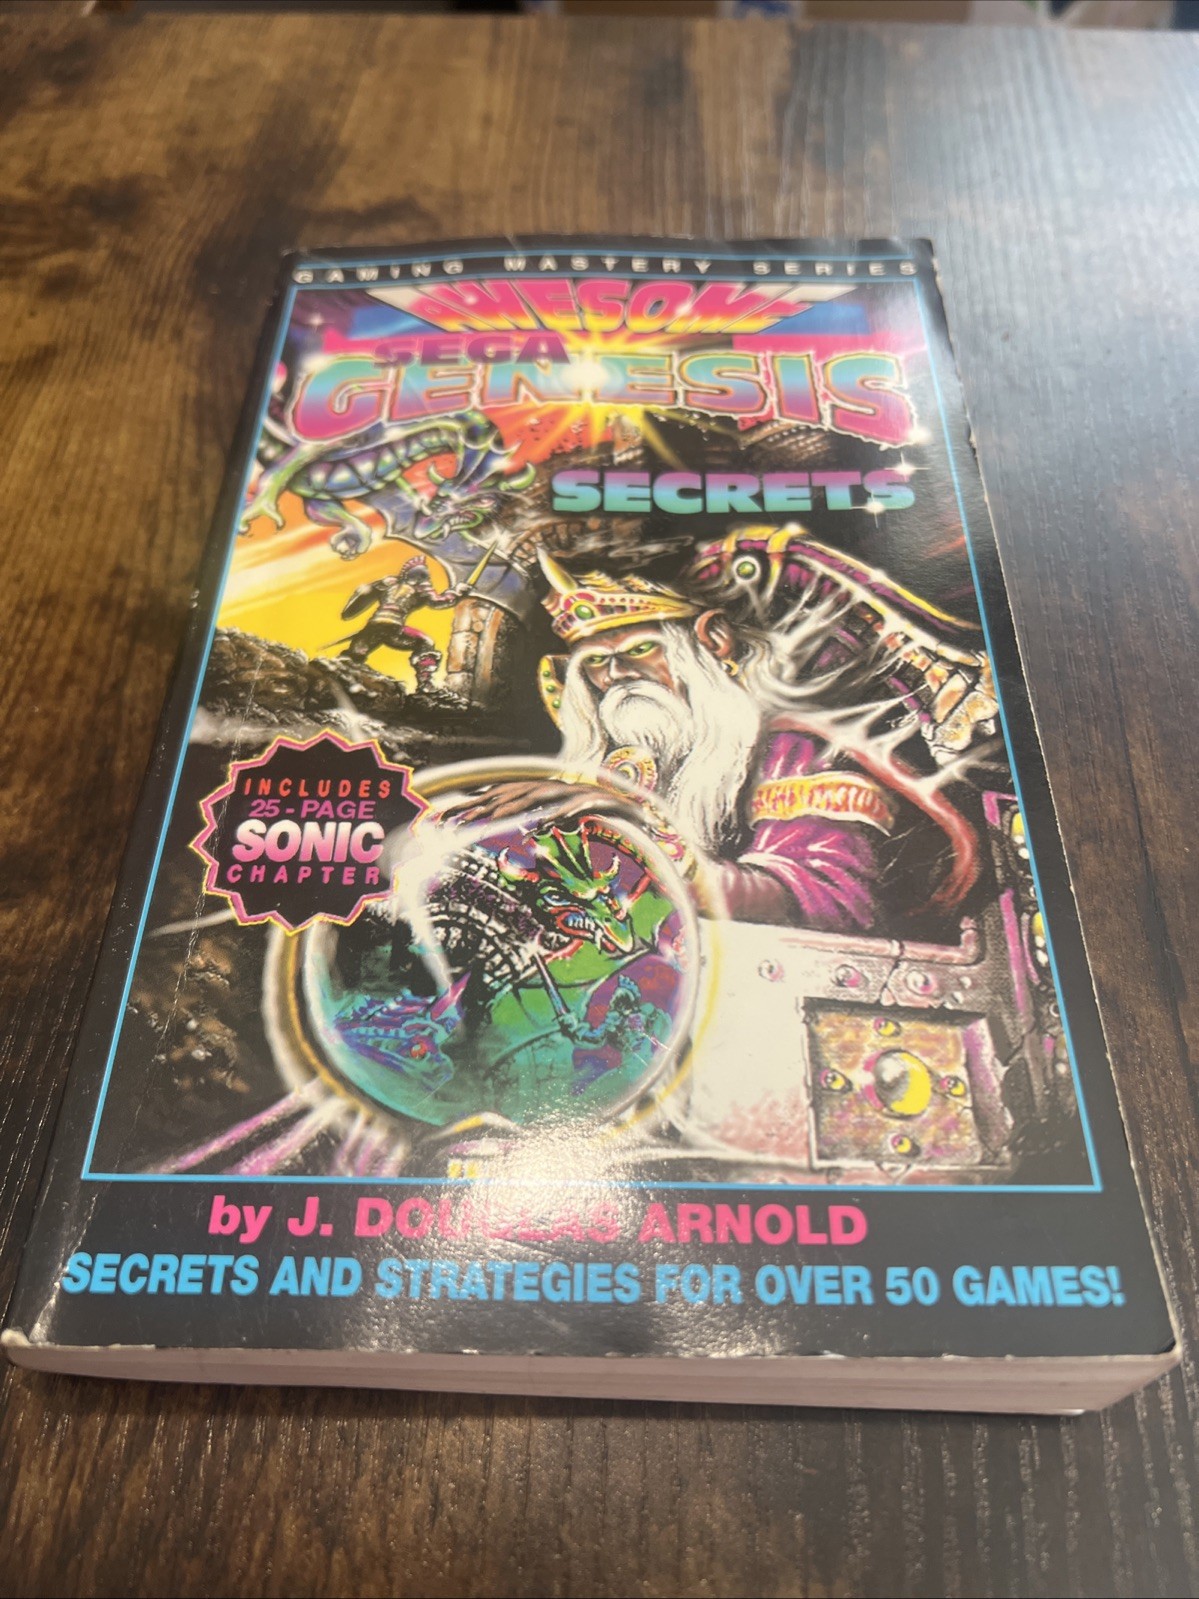 GAMING MASTERY SERIES
AWESOME
SEGA
GENESIS
SECRETS
INCLUDES
25-PAGE
SONIC
CHAPTER
by J. DOUGLAS ARNOLD
SECRETS AND STRATEGIES FOR OVER 50 GAMES!